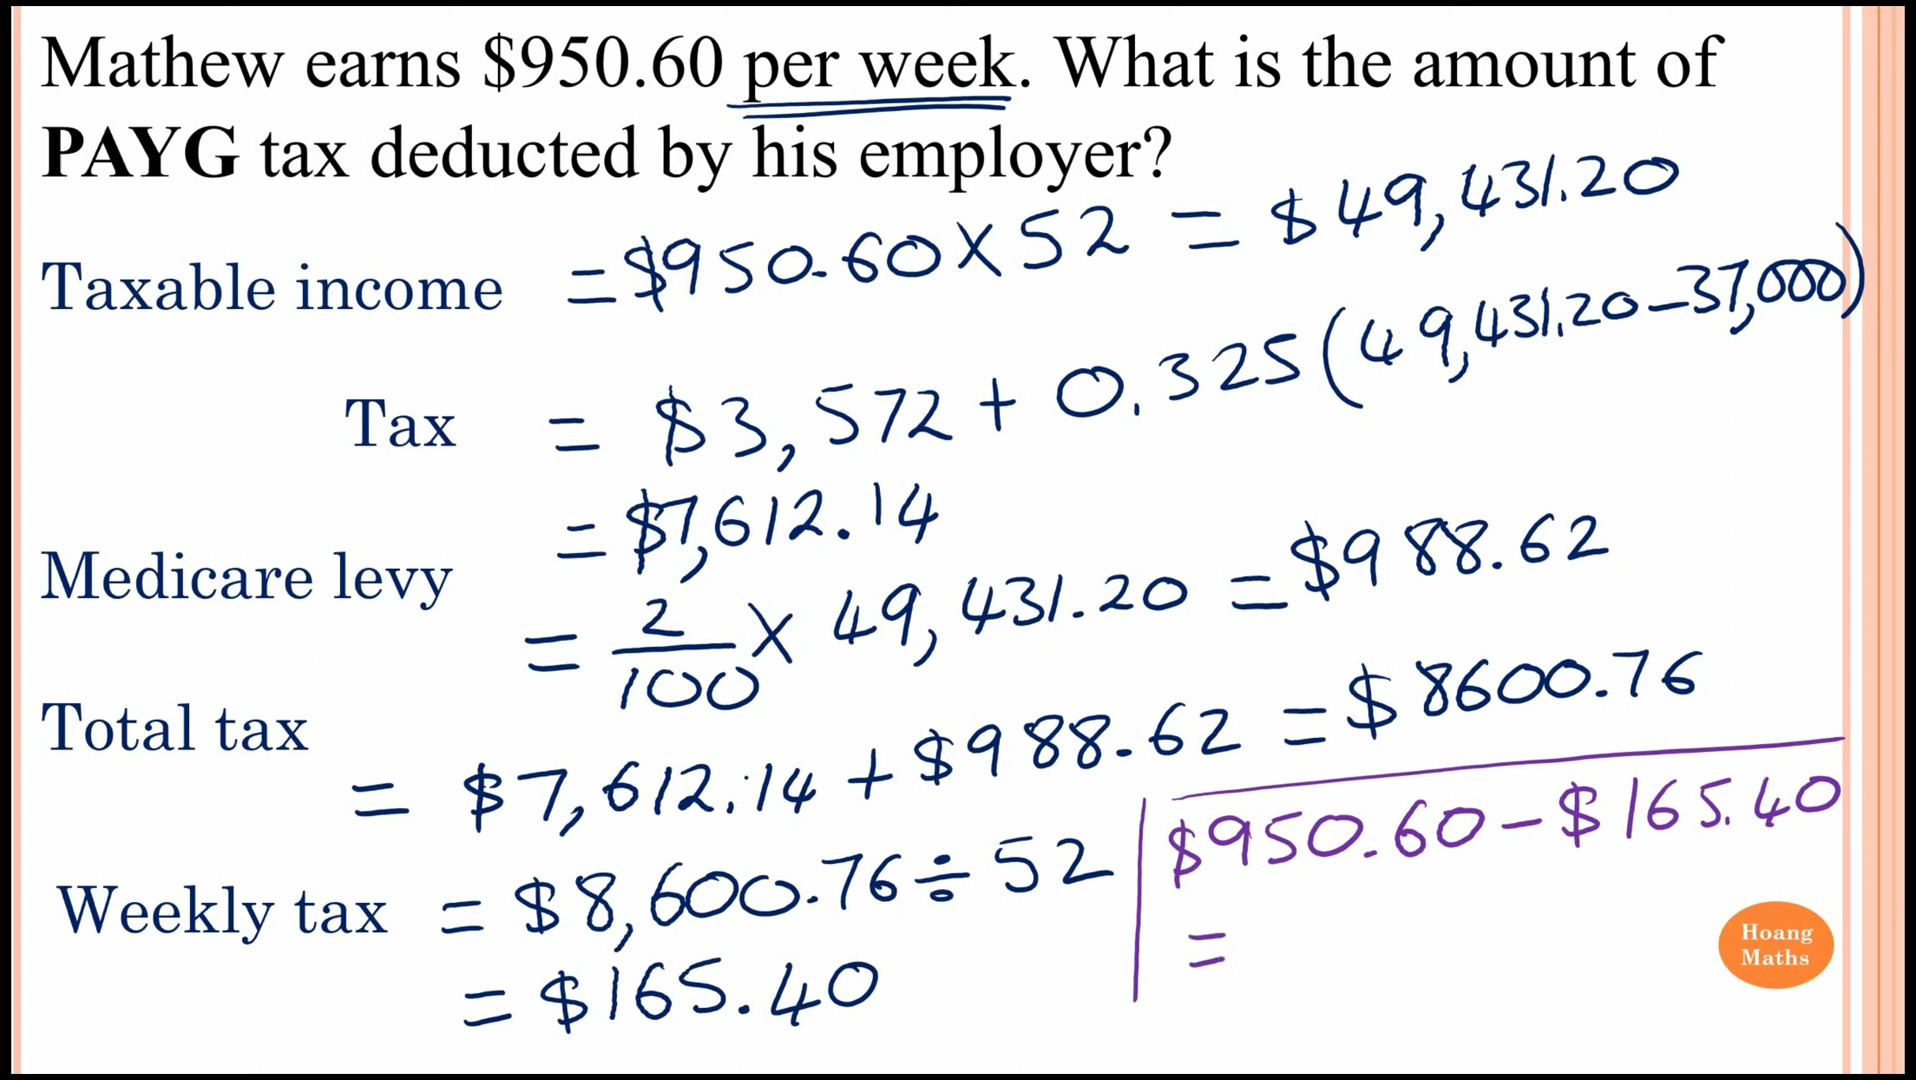 Mathew earns $950.60 per week. What is the amount of
PAYG tax deducted by his employer?
Taxable income = $950.60 × 52 = $49,431.20
Tax = $3,572 + 0.325(49,431.20 - 37,000)
= $7,612.14
Medicare levy
= 2/100 × 49,431.20 = $988.62
Total tax
= $7,612.14 + $988.62 = $8600.76
Weekly tax = $8,600.76 ÷ 52
= $165.40
$950.60 - $165.40
=
Hoang
Maths